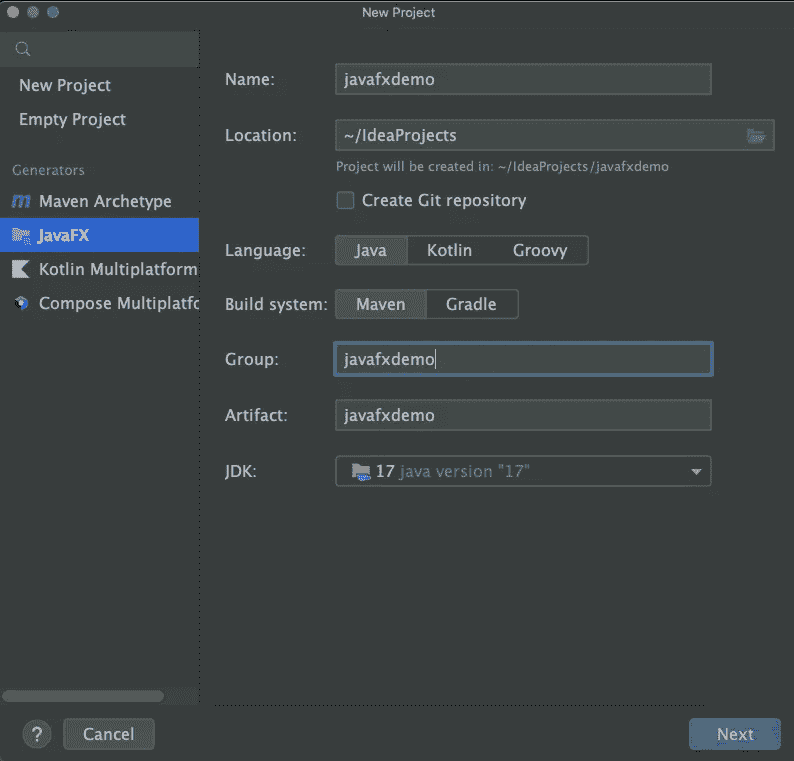 New Project
New Project
Empty Project
Generators
Maven Archetype
JavaFX
Kotlin Multiplatform
Compose Multiplatfo
Name:
javafxdemo
Location:
~/IdeaProjects
Project will be created in: ~/IdeaProjects/javafxdemo
Create Git repository
Language:
Java Kotlin Groovy
Build system:
Maven Gradle
Group:
javafxdemo
Artifact:
javafxdemo
JDK:
17 java version "17"
?
Cancel
Next